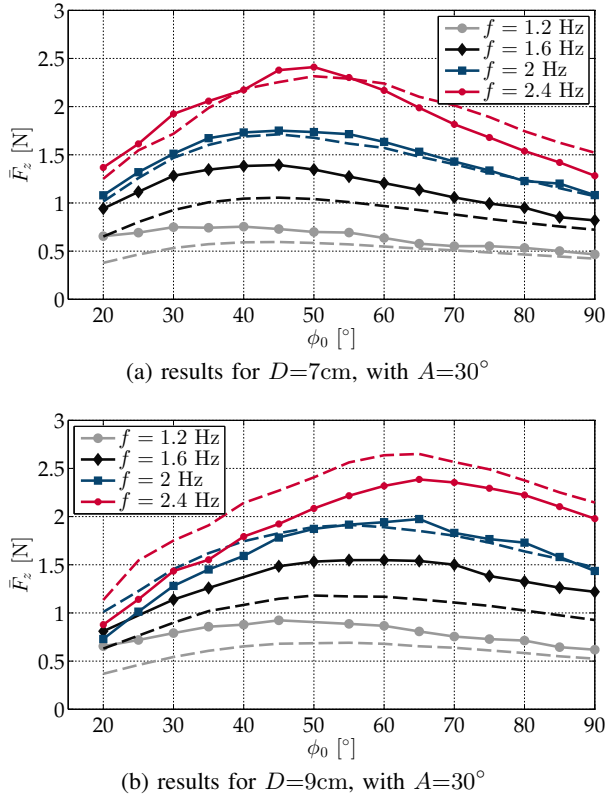 3
2.5
2
1.5
1
0.5
0
F̄_z [N]
20 30 40 50 60 70 80 90
ϕ₀ [°]
f = 1.2 Hz
f = 1.6 Hz
f = 2 Hz
f = 2.4 Hz
(a) results for D=7cm, with A=30°
3
2.5
2
1.5
1
0.5
0
F̄_z [N]
20 30 40 50 60 70 80 90
ϕ₀ [°]
f = 1.2 Hz
f = 1.6 Hz
f = 2 Hz
f = 2.4 Hz
(b) results for D=9cm, with A=30°